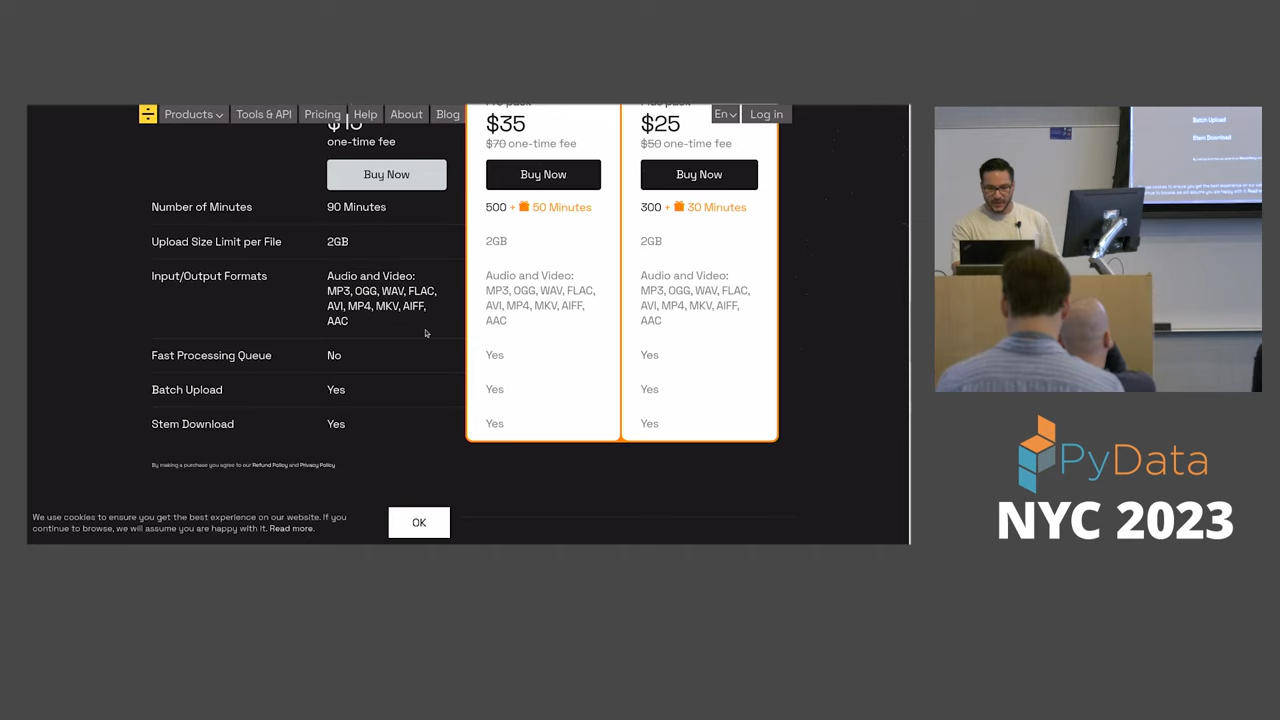 Products
Tools & API
Pricing
Help
About
Blog
En
Log in
$35
$25
one-time fee
$70 one-time fee
$50 one-time fee
Buy Now
Buy Now
Buy Now
Number of Minutes
90 Minutes
500 + 50 Minutes
300 + 30 Minutes
Upload Size Limit per File
2GB
2GB
2GB
Input/Output Formats
Audio and Video:
MP3, OGG, WAV, FLAC,
AVI, MP4, MKV, AIFF,
AAC
Audio and Video:
MP3, OGG, WAV, FLAC,
AVI, MP4, MKV, AIFF,
AAC
Audio and Video:
MP3, OGG, WAV, FLAC,
AVI, MP4, MKV, AIFF,
AAC
Fast Processing Queue
No
Yes
Yes
Batch Upload
Yes
Yes
Yes
Stem Download
Yes
Yes
Yes
By making a purchase you agree to our Refund Policy and Privacy Policy
We use cookies to ensure you get the best experience on our website. If you
continue to browse, we will assume you are happy with it. Read more.
OK
Batch Upload
Stem Download
PyData
NYC 2023